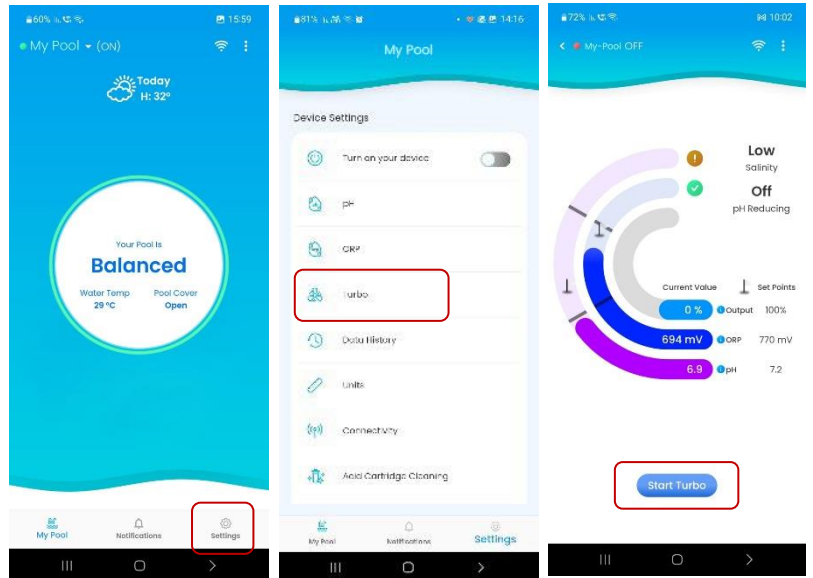 60%
15:59
My Pool (ON)
Today
H: 32°
Your Pool Is
Balanced
Water Temp
29 °C
Pool Cover
Open
My Pool
Notifications
Settings
81%
14:16
My Pool
Device Settings
Turn on your device
pH
ORP
Turbo
Data History
Units
Connectivity
Acid Cartridge Cleaning
My Pool
Notifications
Settings
72%
10:02
My-Pool OFF
Low
Salinity
Off
pH Reducing
Current Value
Set Points
0 %
Output
100%
694 mV
ORP
770 mV
6.9
pH
7.2
Start Turbo